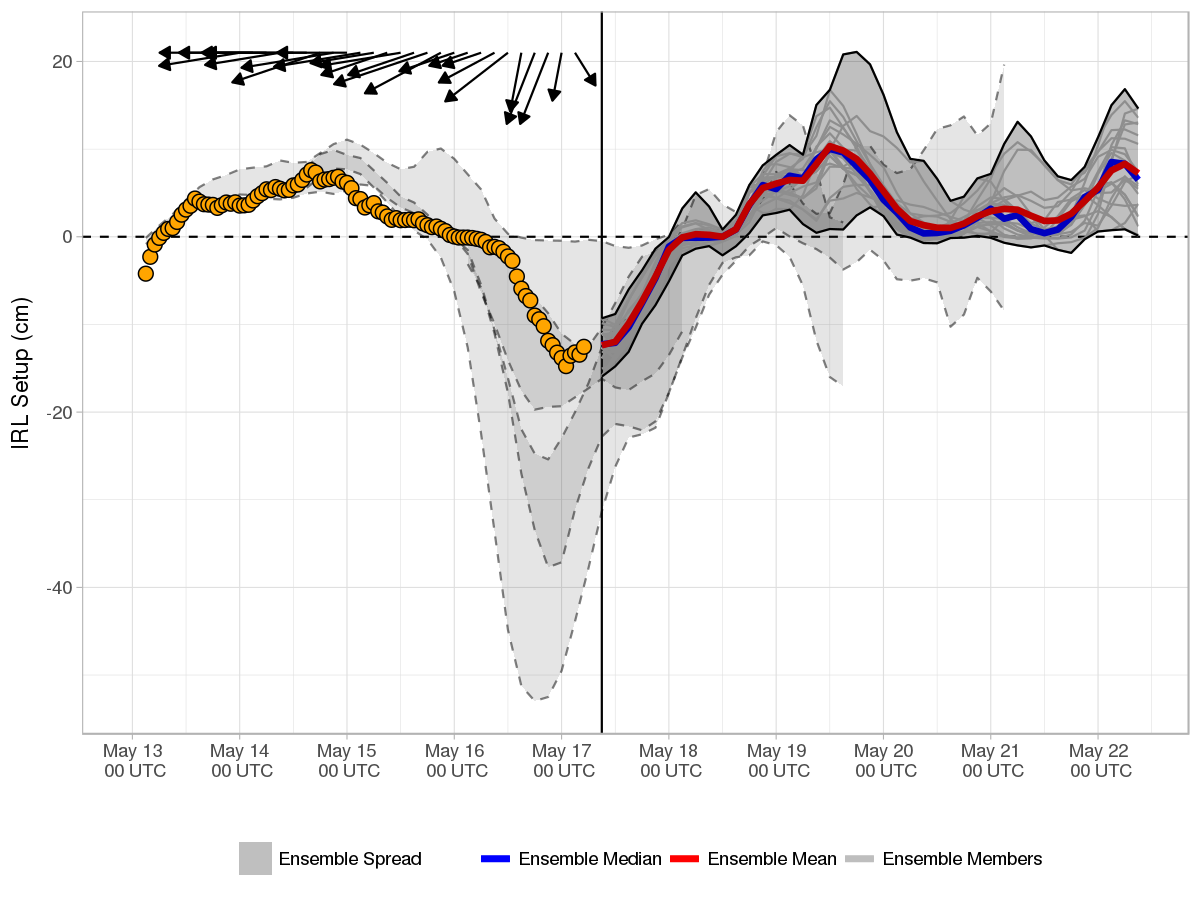 IRL Setup (cm)
20
0
-20
-40
May 13 May 14 May 15 May 16 May 17 May 18 May 19 May 20 May 21 May 22
00 UTC 00 UTC 00 UTC 00 UTC 00 UTC 00 UTC 00 UTC 00 UTC 00 UTC 00 UTC
Ensemble Spread Ensemble Median Ensemble Mean Ensemble Members